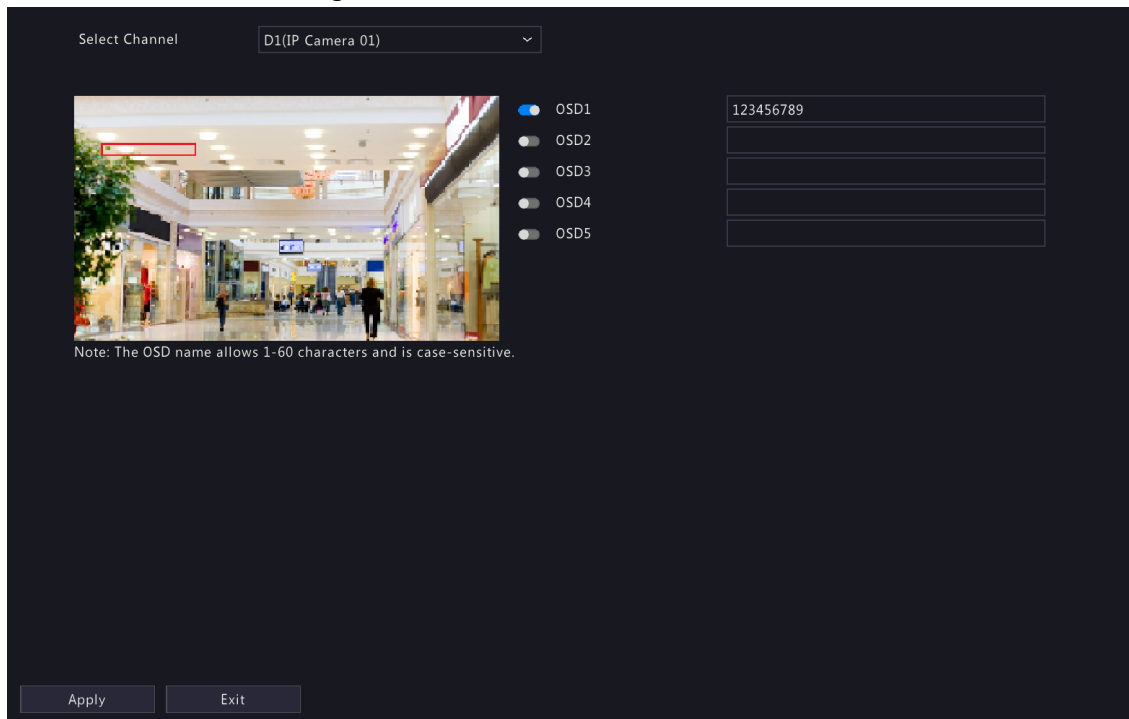 Select Channel D1(IP Camera 01)
OSD1 123456789
OSD2
OSD3
OSD4
OSD5
Note: The OSD name allows 1-60 characters and is case-sensitive.
Apply Exit